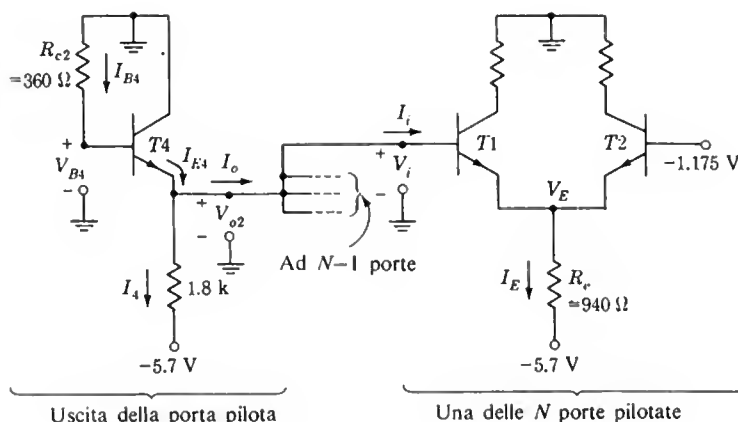 R_c2
=360 Ω
I_B4
T4
+
V_B4
-
I_E4
I_o
+
V_o2
-
I_4
1.8 k
-5.7 V
Ad N-1 porte
I_i
+
V_i
-
T1
T2
-1.175 V
V_E
I_E
R_e
=940 Ω
-5.7 V
Uscita della porta pilota
Una delle N porte pilotate